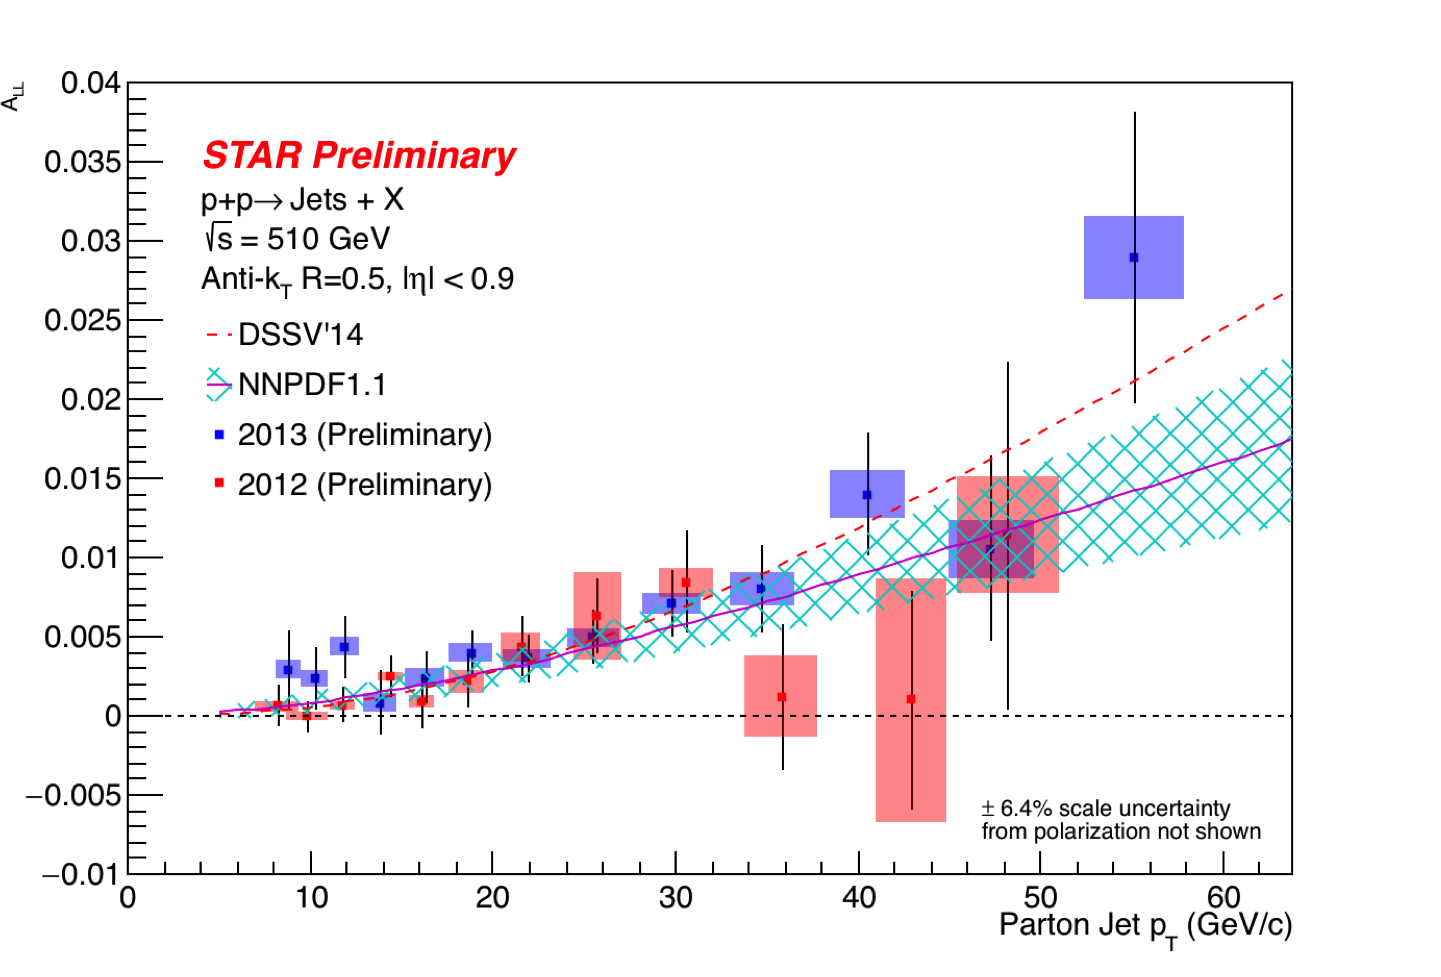 A_LL
0.04
0.035
0.03
0.025
0.02
0.015
0.01
0.005
0
−0.005
−0.01
STAR Preliminary
p+p→ Jets + X
√s = 510 GeV
Anti-k_T R=0.5, |η| < 0.9
DSSV'14
NNPDF1.1
2013 (Preliminary)
2012 (Preliminary)
± 6.4% scale uncertainty
from polarization not shown
0 10 20 30 40 50 60
Parton Jet p_T (GeV/c)